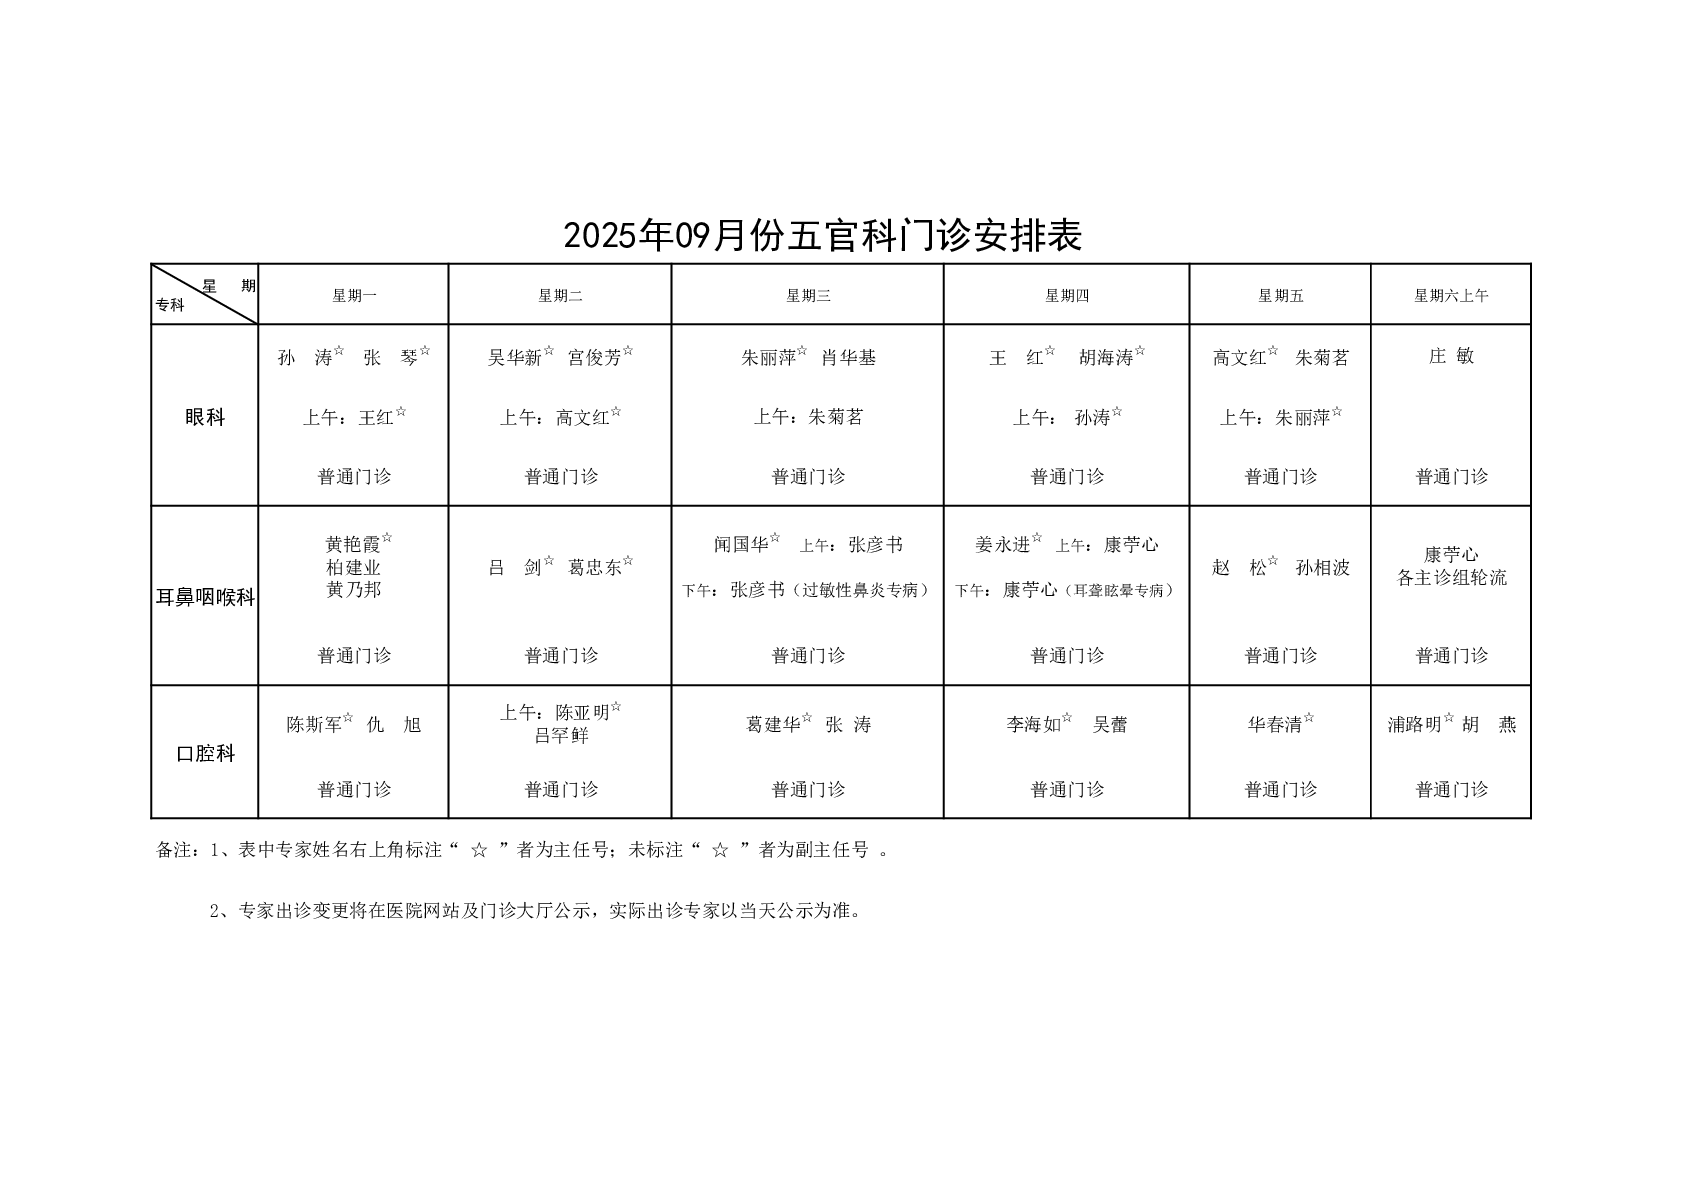 2025年09月份五官科门诊安排表
星 期
专科
星期一 星期二 星期三 星期四 星期五 星期六上午
眼科
孙 涛☆ 张 琴☆ 吴华新☆ 宫俊芳☆ 朱丽萍☆ 肖华基 王 红☆ 胡海涛☆ 高文红☆ 朱菊茗 庄 敏
上午：王红☆ 上午：高文红☆ 上午：朱菊茗 上午： 孙涛☆ 上午：朱丽萍☆
普通门诊 普通门诊 普通门诊 普通门诊 普通门诊 普通门诊
耳鼻咽喉科
黄艳霞☆
柏建业
黄乃邦
普通门诊
吕 剑☆ 葛忠东☆
普通门诊
闻国华☆ 上午：张彦书
下午：张彦书（过敏性鼻炎专病）
普通门诊
姜永进☆ 上午：康苧心
下午：康苧心（耳聋眩晕专病）
普通门诊
赵 松☆ 孙相波
普通门诊
康苧心
各主诊组轮流
普通门诊
口腔科
陈斯军☆ 仇 旭
普通门诊
上午：陈亚明☆
吕罕鲜
普通门诊
葛建华☆ 张 涛
普通门诊
李海如☆ 吴蕾
普通门诊
华春清☆
普通门诊
浦路明☆ 胡 燕
普通门诊
备注：1、表中专家姓名右上角标注“ ☆ ”者为主任号；未标注“ ☆ ”者为副主任号 。
2、专家出诊变更将在医院网站及门诊大厅公示，实际出诊专家以当天公示为准。